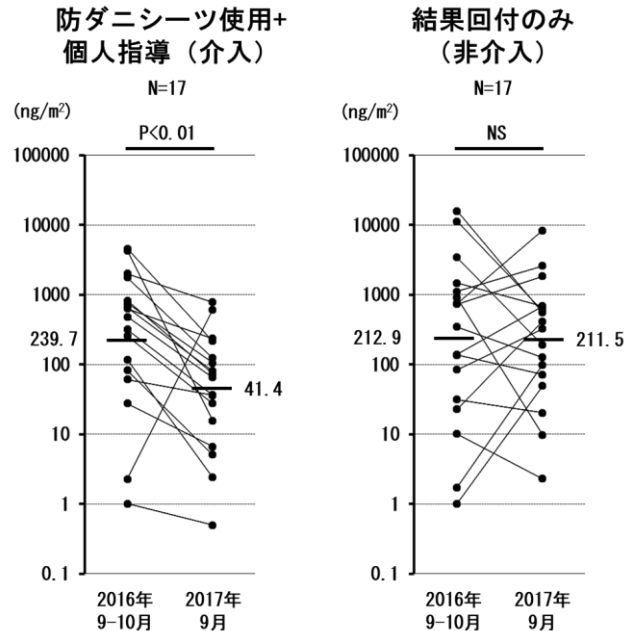 防ダニシーツ使用+
個人指導（介入）
N=17
(ng/m²)
P<0.01
100000
10000
1000
239.7
100
41.4
10
1
0.1
2016年
9-10月
2017年
9月
結果回付のみ
（非介入）
N=17
(ng/m²)
NS
100000
10000
1000
212.9
211.5
100
10
1
0.1
2016年
9-10月
2017年
9月